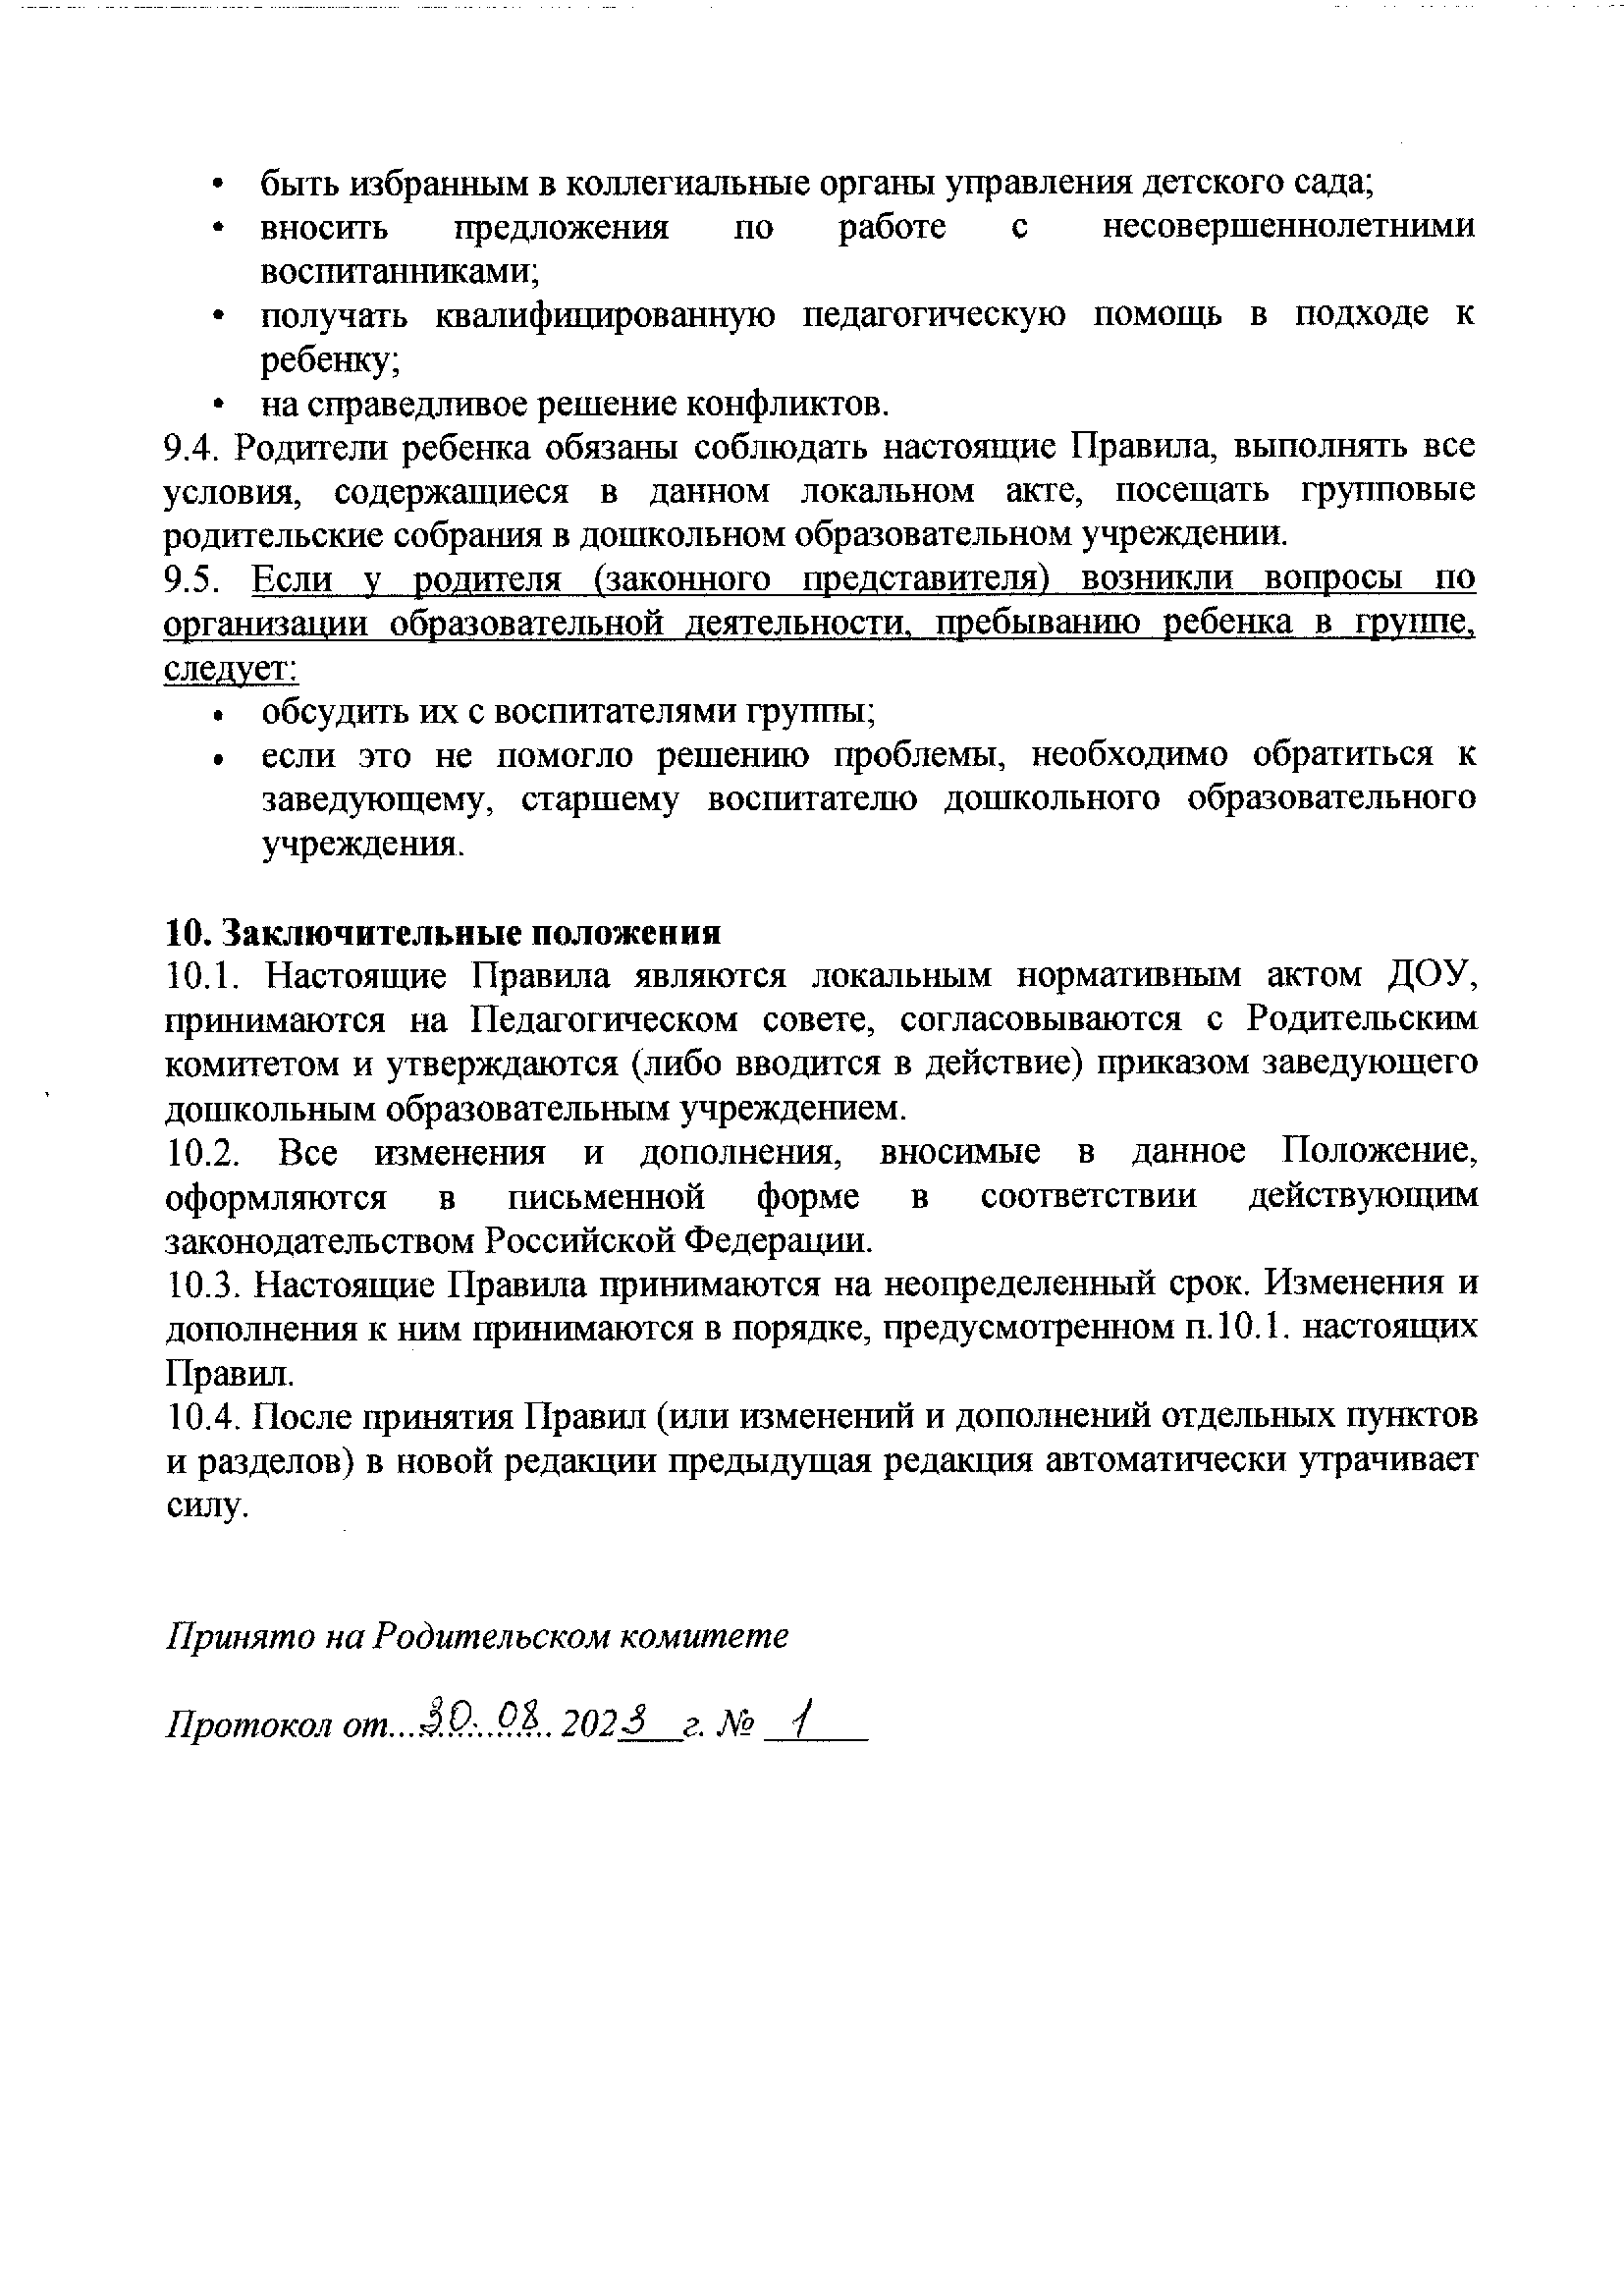 • быть избранным в коллегиальные органы управления детского сада;
• вносить предложения по работе с несовершеннолетними
воспитанниками;
• получать квалифицированную педагогическую помощь в подходе к
ребенку;
• на справедливое решение конфликтов.
9.4. Родители ребенка обязаны соблюдать настоящие Правила, выполнять все
условия, содержащиеся в данном локальном акте, посещать групповые
родительские собрания в дошкольном образовательном учреждении.
9.5. Если у родителя (законного представителя) возникли вопросы по
организации образовательной деятельности, пребыванию ребенка в группе,
следует:
• обсудить их с воспитателями группы;
• если это не помогло решению проблемы, необходимо обратиться к
заведующему, старшему воспитателю дошкольного образовательного
учреждения.
10. Заключительные положения
10.1. Настоящие Правила являются локальным нормативным актом ДОУ,
принимаются на Педагогическом совете, согласовываются с Родительским
комитетом и утверждаются (либо вводится в действие) приказом заведующего
дошкольным образовательным учреждением.
10.2. Все изменения и дополнения, вносимые в данное Положение,
оформляются в письменной форме в соответствии действующим
законодательством Российской Федерации.
10.3. Настоящие Правила принимаются на неопределенный срок. Изменения и
дополнения к ним принимаются в порядке, предусмотренном п.10.1. настоящих
Правил.
10.4. После принятия Правил (или изменений и дополнений отдельных пунктов
и разделов) в новой редакции предыдущая редакция автоматически утрачивает
силу.
Принято на Родительском комитете
Протокол от...30...08.. 2023 г. № 1